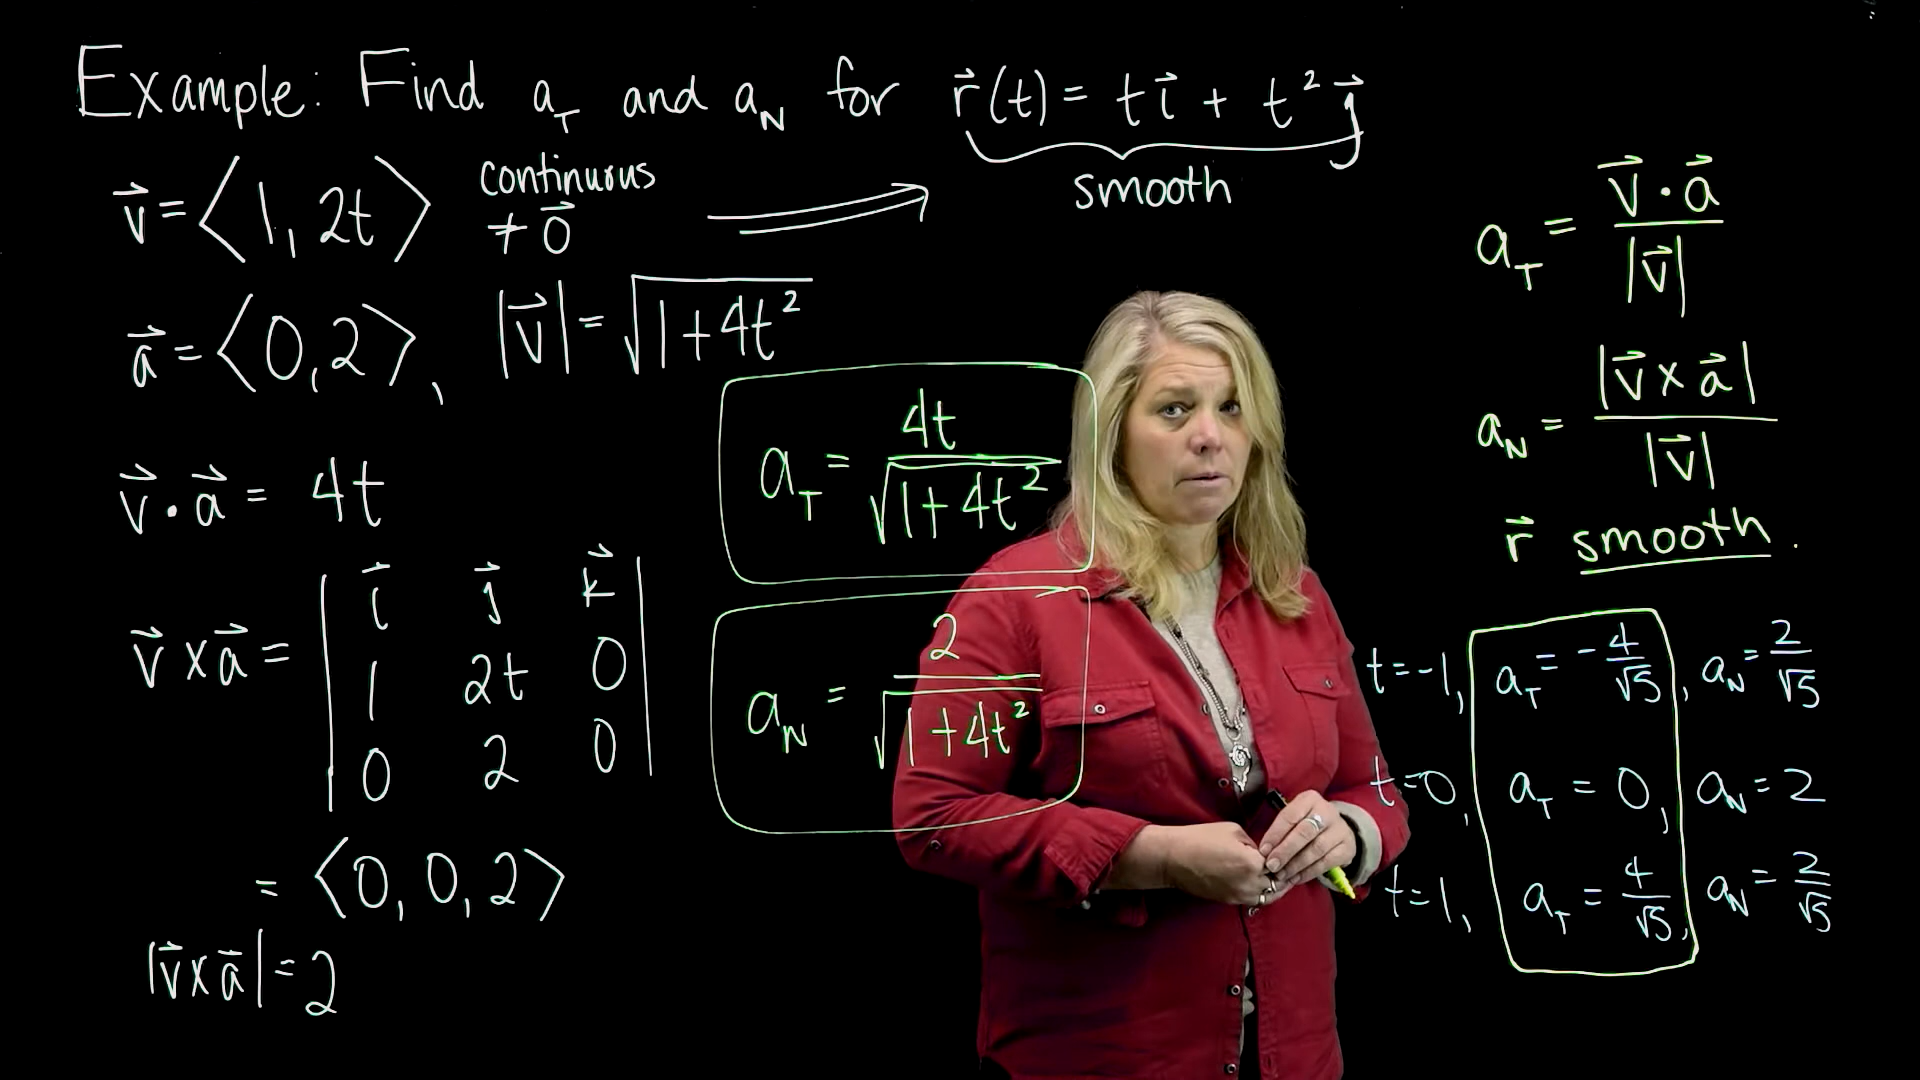 Example: Find a_T and a_N for r⃗(t) = t i⃗ + t² j⃗
smooth
v⃗ = ⟨1, 2t⟩ continuous
≠ 0⃗
a⃗ = ⟨0, 2⟩, |v⃗| = √(1+4t²)
v⃗ · a⃗ = 4t
v⃗ × a⃗ = | i⃗ j⃗ k⃗ |
| 1 2t 0 |
| 0 2 0 |
= ⟨0, 0, 2⟩
|v⃗ × a⃗| = 2
a_T = 4t / √(1+4t²)
a_N = 2 / √(1+4t²)
a_T = v⃗ · a⃗ / |v⃗|
a_N = |v⃗ × a⃗| / |v⃗|
r⃗ smooth.
t = -1, a_T = -4/√5, a_N = 2/√5
t = 0, a_T = 0, a_N = 2
t = 1, a_T = 4/√5, a_N = 2/√5